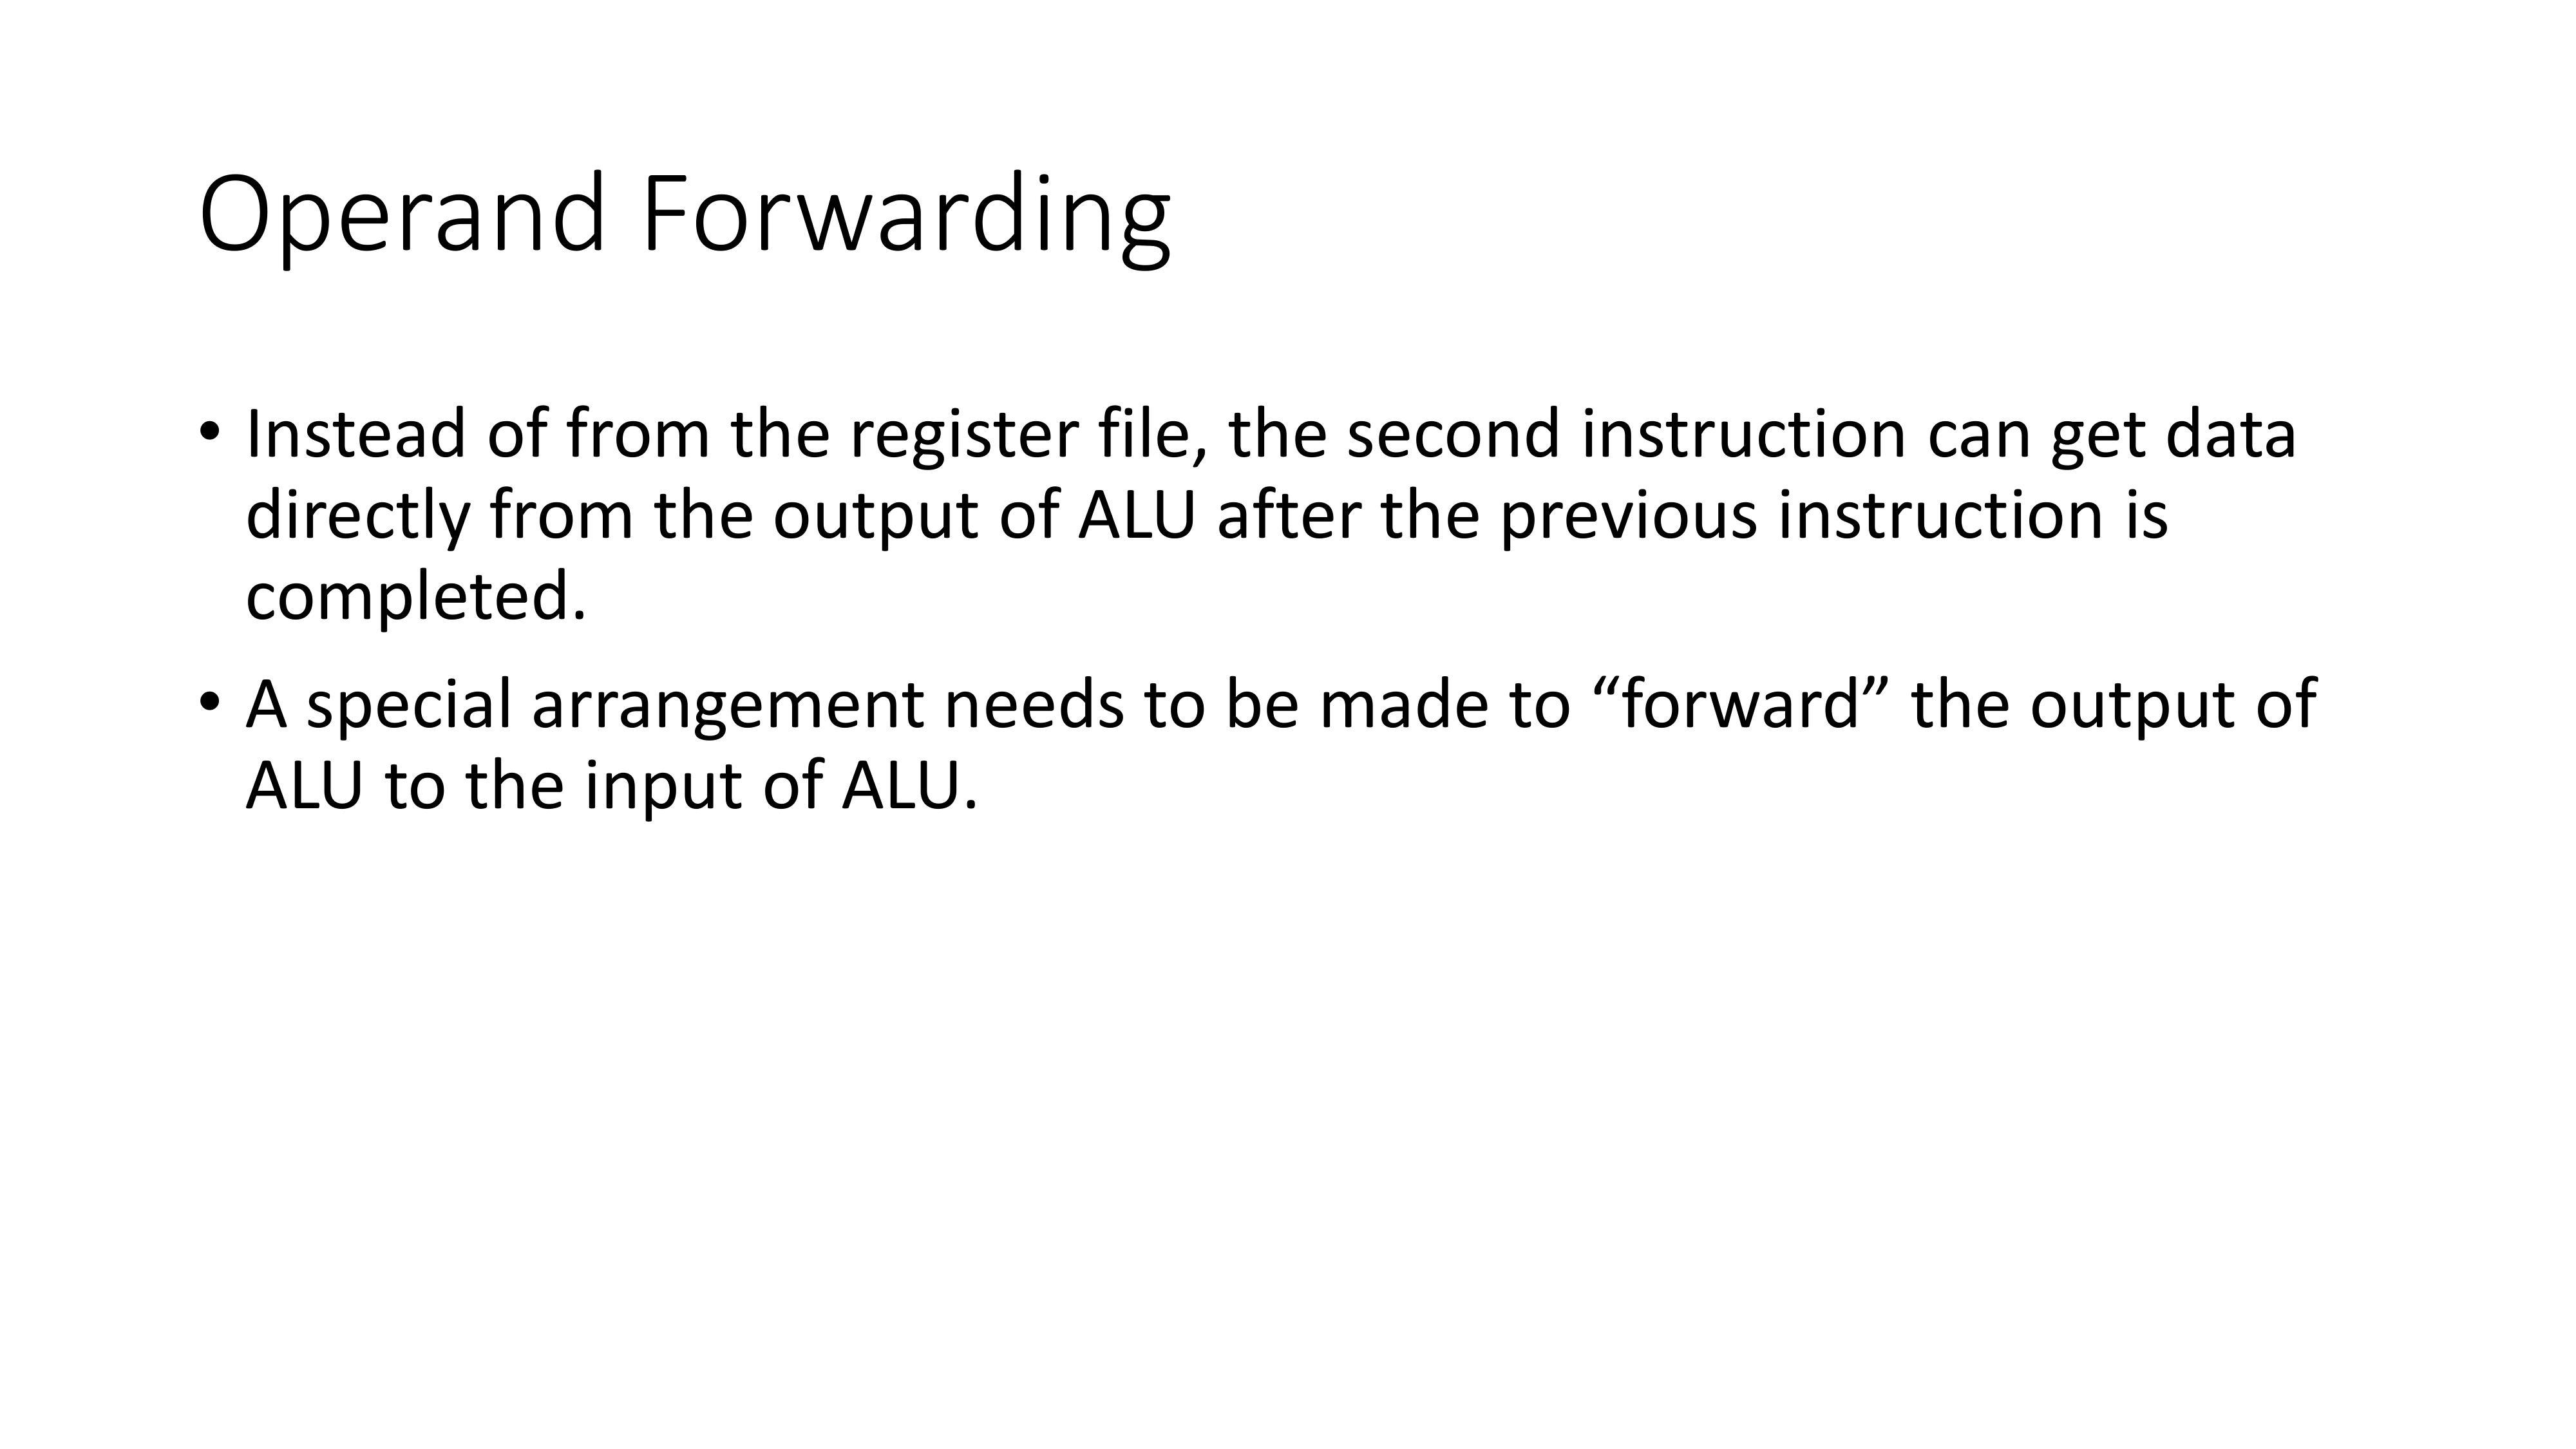 Operand Forwarding
• Instead of from the register file, the second instruction can get data
directly from the output of ALU after the previous instruction is
completed.
• A special arrangement needs to be made to “forward” the output of
ALU to the input of ALU.